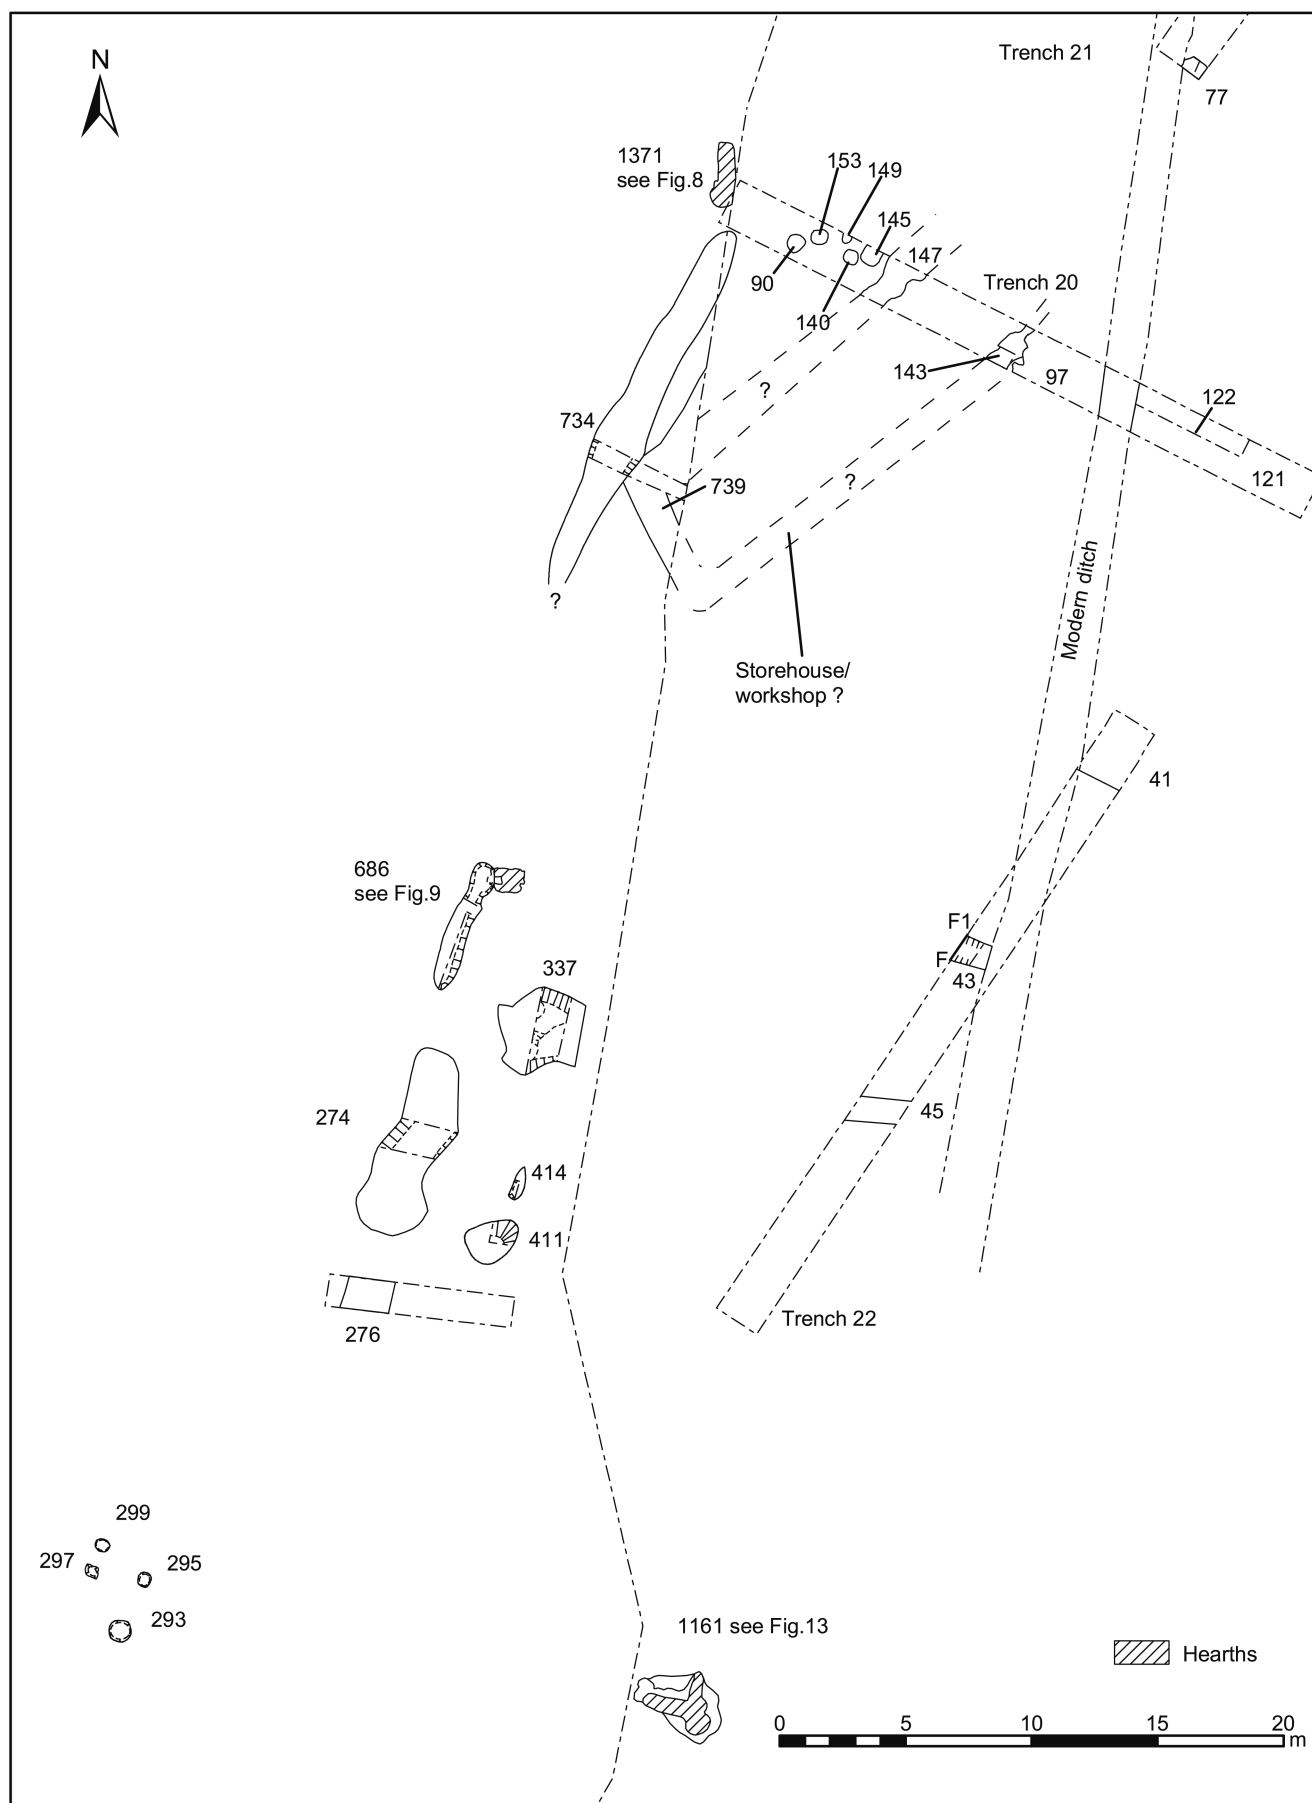 N
Trench 21
77
1371
see Fig.8
153
149
145
147
90
140
Trench 20
143
97
122
121
734
?
739
?
?
Modern ditch
Storehouse/
workshop ?
41
686
see Fig.9
F1
F
43
337
274
45
414
411
276
Trench 22
299
297
295
293
1161 see Fig.13
Hearths
0 5 10 15 20
m